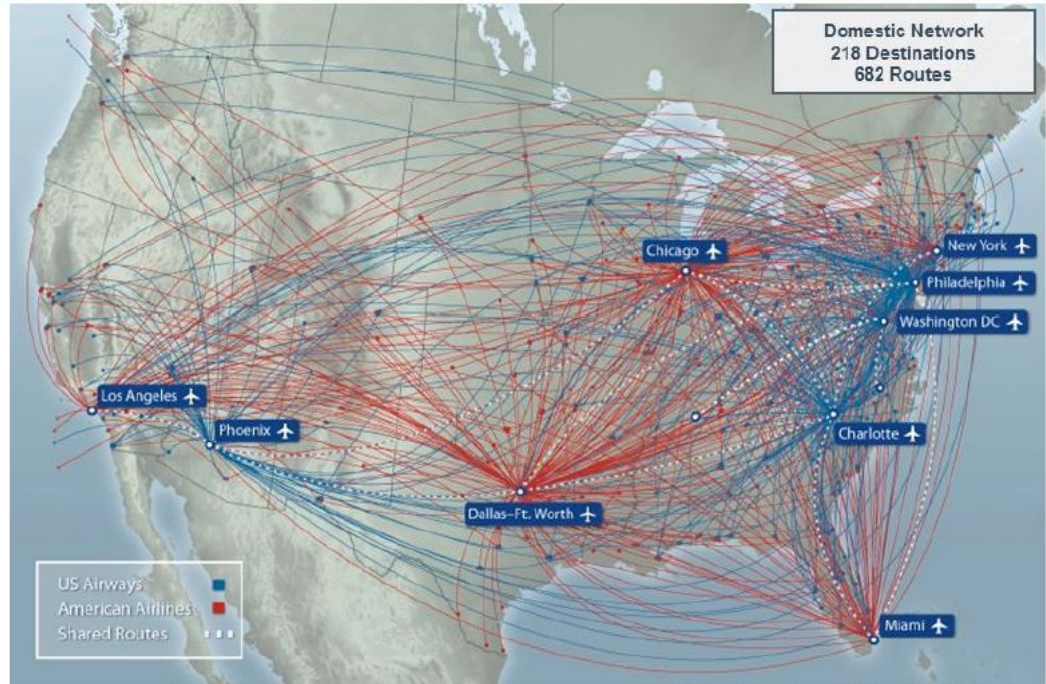 Domestic Network
218 Destinations
682 Routes
Chicago
New York
Philadelphia
Washington DC
Los Angeles
Phoenix
Charlotte
Dallas–Ft. Worth
Miami
US Airways
American Airlines
Shared Routes